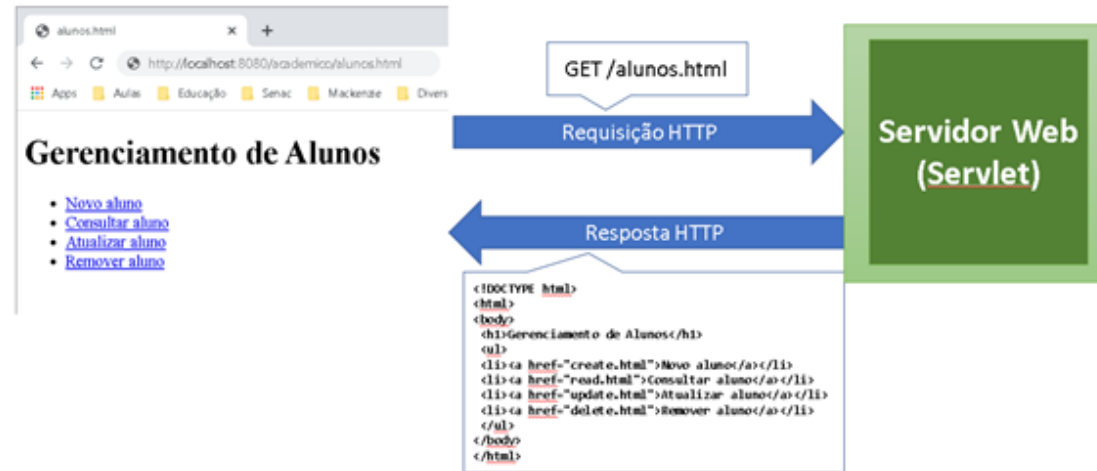 alunos.html
http://localhost:8080/academico/alunos.html
Apps Aulas Educação Senac Mackenzie Divers
Gerenciamento de Alunos
Novo aluno
Consultar aluno
Atualizar aluno
Remover aluno
GET /alunos.html
Requisição HTTP
Servidor Web
(Servlet)
Resposta HTTP
<!DOCTYPE html>
<html>
<body>
<h1>Gerenciamento de Alunos</h1>
<ul>
<li><a href="create.html">Novo aluno</a></li>
<li><a href="read.html">Consultar aluno</a></li>
<li><a href="update.html">Atualizar aluno</a></li>
<li><a href="delete.html">Remover aluno</a></li>
</ul>
</body>
</html>